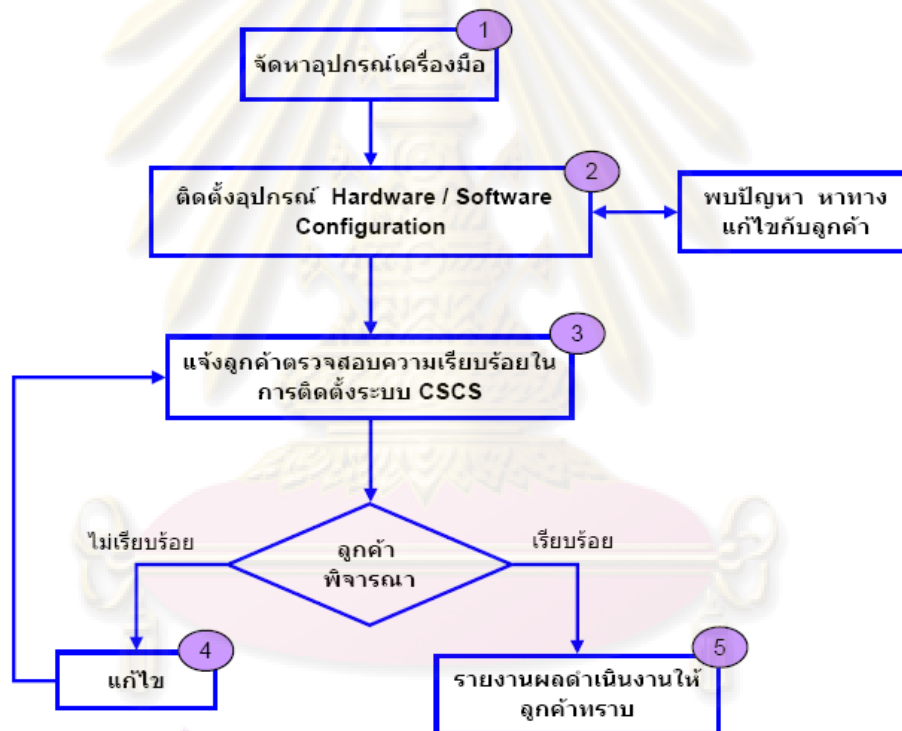 1
จัดหาอุปกรณ์เครื่องมือ
2
ติดตั้งอุปกรณ์ Hardware / Software
Configuration
พบปัญหา หาทาง
แก้ไขกับลูกค้า
3
แจ้งลูกค้าตรวจสอบความเรียบร้อยใน
การติดตั้งระบบ CSCS
ไม่เรียบร้อย
ลูกค้า
พิจารณา
เรียบร้อย
4
แก้ไข
5
รายงานผลดำเนินงานให้
ลูกค้าทราบ